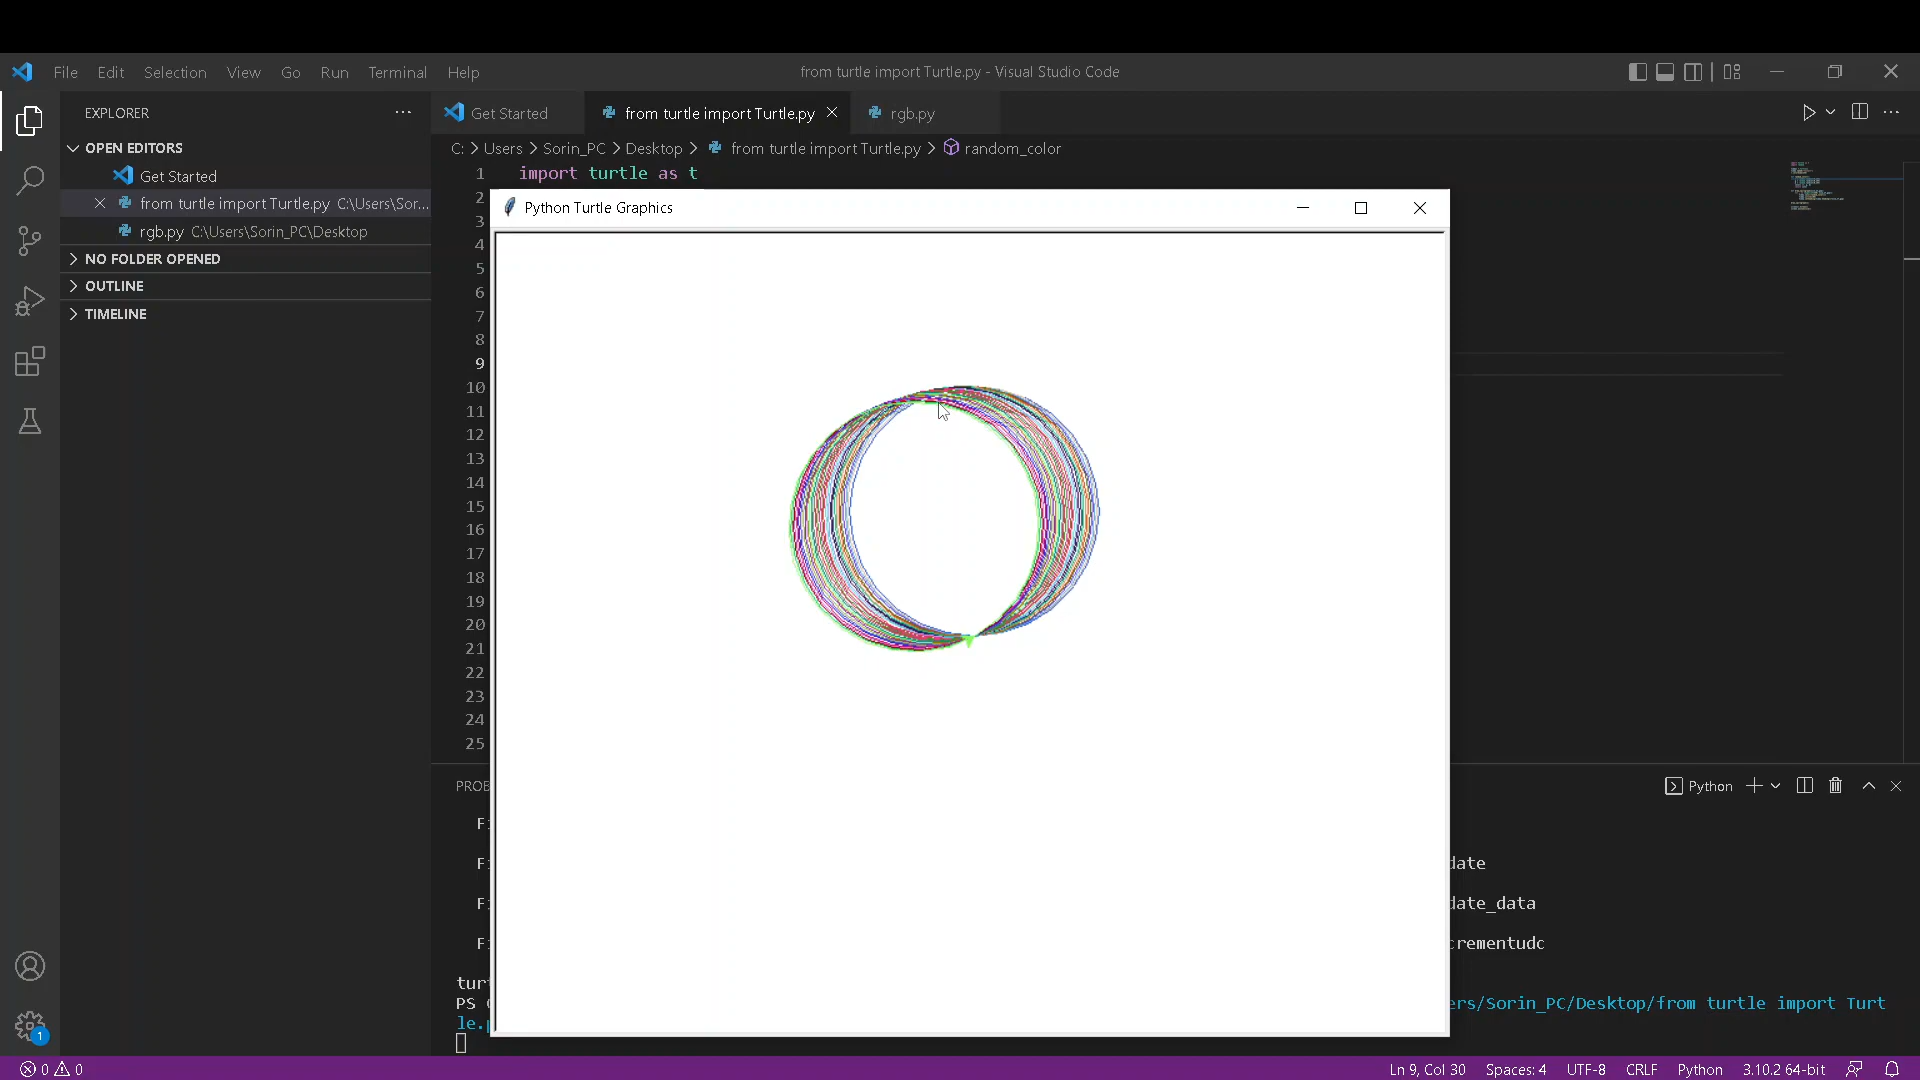 File Edit Selection View Go Run Terminal Help
from turtle import Turtle.py - Visual Studio Code
EXPLORER
Get Started
from turtle import Turtle.py
rgb.py
OPEN EDITORS
C: > Users > Sorin_PC > Desktop > from turtle import Turtle.py > random_color
Get Started
from turtle import Turtle.py C:\Users\Sor...
rgb.py C:\Users\Sorin_PC\Desktop
NO FOLDER OPENED
OUTLINE
TIMELINE
1 import turtle as t
2
3
4
5
6
7
8
9
10
11
12
13
14
15
16
17
18
19
20
21
22
23
24
25
Python Turtle Graphics
PROB
Python
date
date_data
crementudc
PS
ers/Sorin_PC/Desktop/from turtle import Turt
le.
1
0 0
Ln 9, Col 30 Spaces: 4 UTF-8 CRLF Python 3.10.2 64-bit